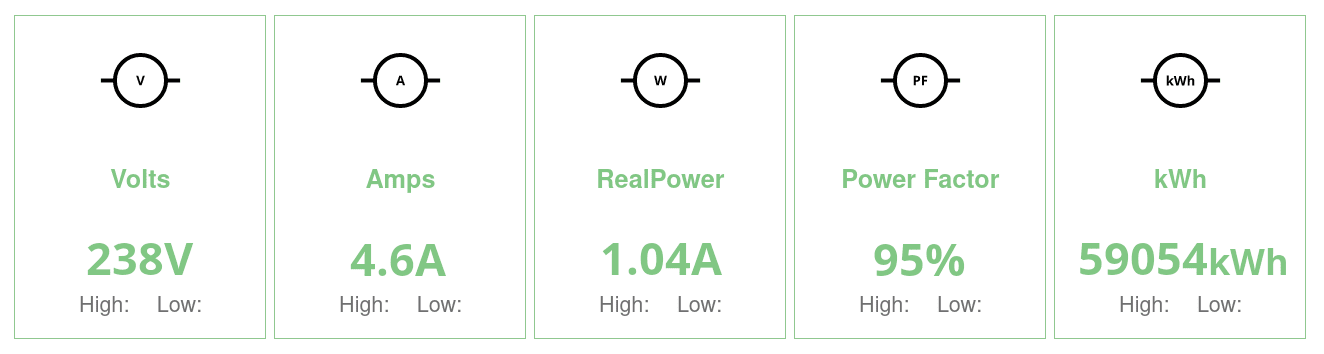 V
A
W
PF
kWh
Volts
Amps
RealPower
Power Factor
kWh
238V
4.6A
1.04A
95%
59054kWh
High: Low:
High: Low:
High: Low:
High: Low:
High: Low: